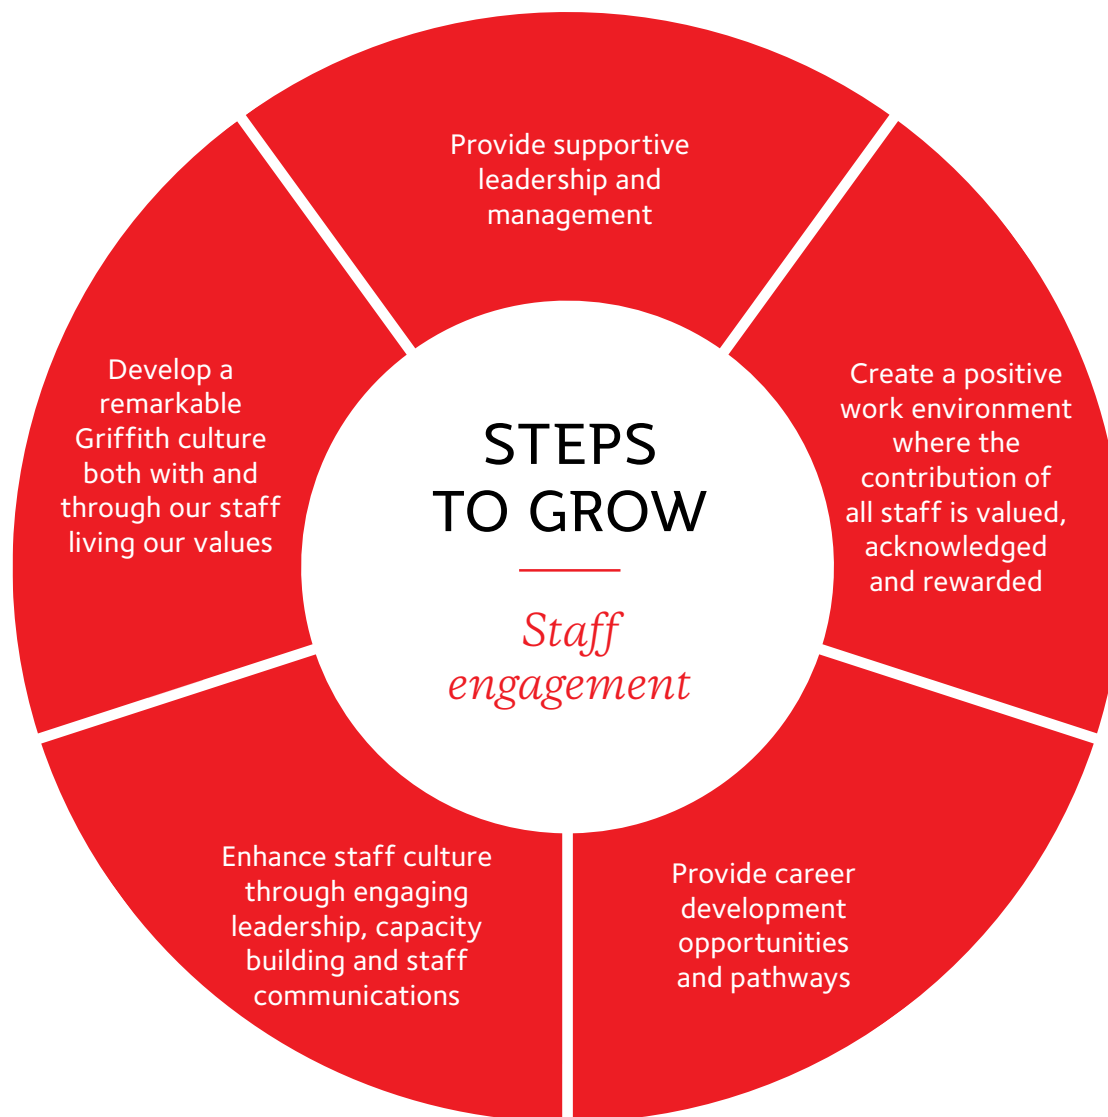 Provide supportive
leadership and
management
Create a positive
work environment
where the
contribution of
all staff is valued,
acknowledged
and rewarded
Provide career
development
opportunities
and pathways
Enhance staff culture
through engaging
leadership, capacity
building and staff
communications
Develop a
remarkable
Griffith culture
both with and
through our staff
living our values
STEPS
TO GROW
Staff
engagement